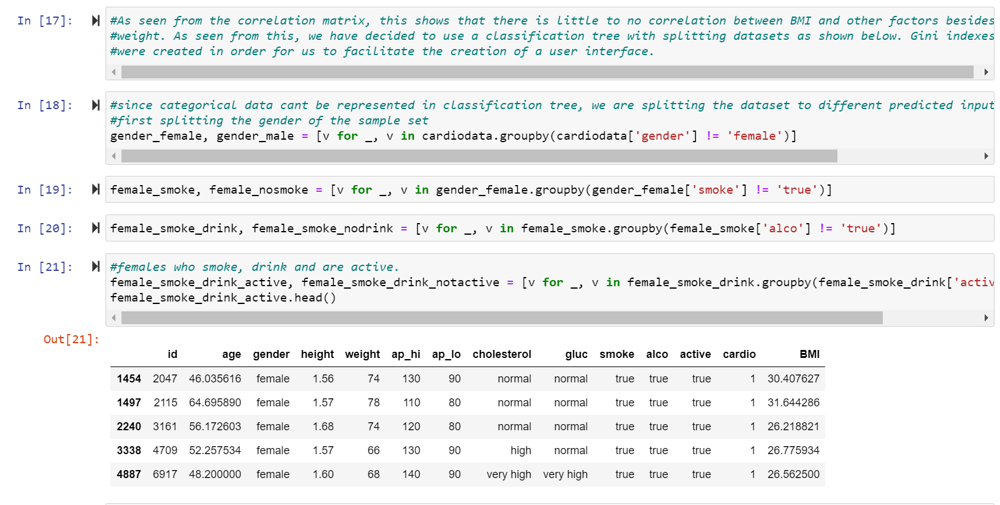 In [17]:
#As seen from the correlation matrix, this shows that there is little to no correlation between BMI and other factors besides
#weight. As seen from this, we have decided to use a classification tree with splitting datasets as shown below. Gini indexes
#were created in order for us to facilitate the creation of a user interface.
In [18]:
#since categorical data cant be represented in classification tree, we are splitting the dataset to different predicted input
#first splitting the gender of the sample set
gender_female, gender_male = [v for _, v in cardiodata.groupby(cardiodata['gender'] != 'female')]
In [19]:
female_smoke, female_nosmoke = [v for _, v in gender_female.groupby(gender_female['smoke'] != 'true')]
In [20]:
female_smoke_drink, female_smoke_nodrink = [v for _, v in female_smoke.groupby(female_smoke['alco'] != 'true')]
In [21]:
#females who smoke, drink and are active.
female_smoke_drink_active, female_smoke_drink_notactive = [v for _, v in female_smoke_drink.groupby(female_smoke_drink['activ
female_smoke_drink_active.head()
Out[21]:
id age gender height weight ap_hi ap_lo cholesterol gluc smoke alco active cardio BMI
1454 2047 46.035616 female 1.56 74 130 90 normal normal true true true 1 30.407627
1497 2115 64.695890 female 1.57 78 110 80 normal normal true true true 1 31.644286
2240 3161 56.172603 female 1.68 74 120 80 normal normal true true true 1 26.218821
3338 4709 52.257534 female 1.57 66 130 90 high normal true true true 1 26.775934
4887 6917 48.200000 female 1.60 68 140 90 very high very high true true true 1 26.562500